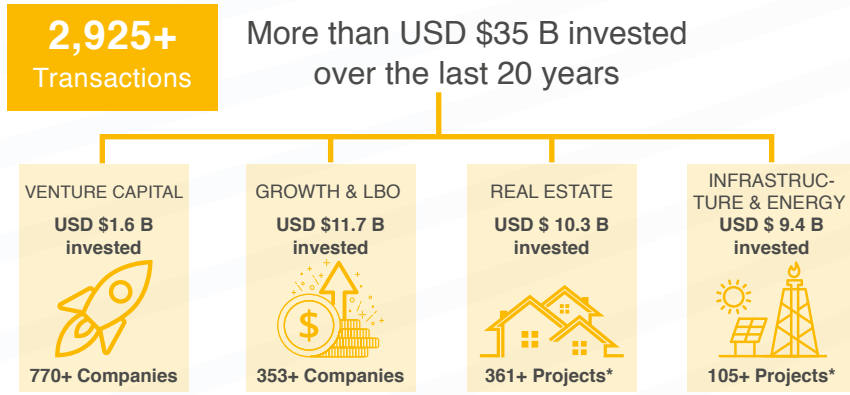 2,925+
Transactions
More than USD $35 B invested
over the last 20 years
VENTURE CAPITAL
USD $1.6 B
invested
770+ Companies
GROWTH & LBO
USD $11.7 B
invested
$
353+ Companies
REAL ESTATE
USD $ 10.3 B
invested
361+ Projects*
INFRASTRUC-
TURE & ENERGY
USD $ 9.4 B
invested
105+ Projects*